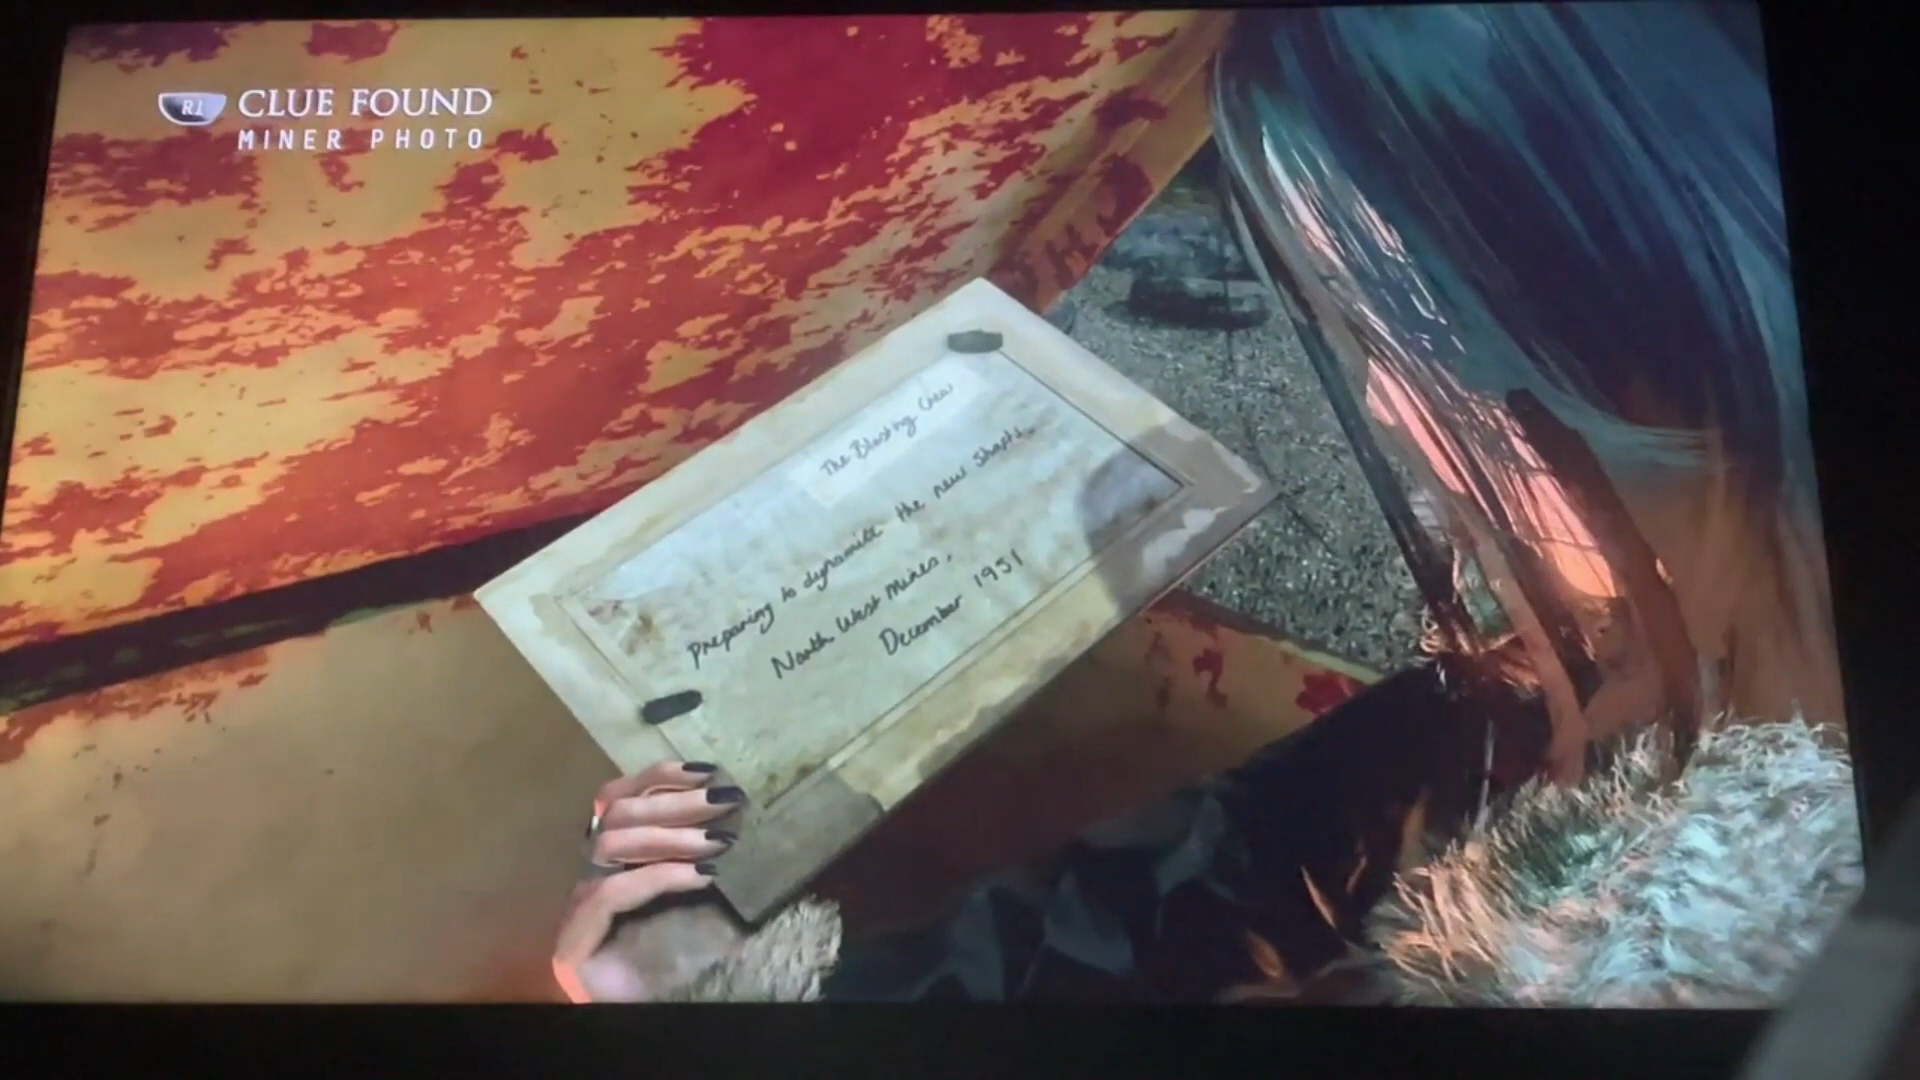 R1 CLUE FOUND
MINER PHOTO
The Blasting Crew
Preparing to dynamite the new shafts.
North West mines.
December 1951